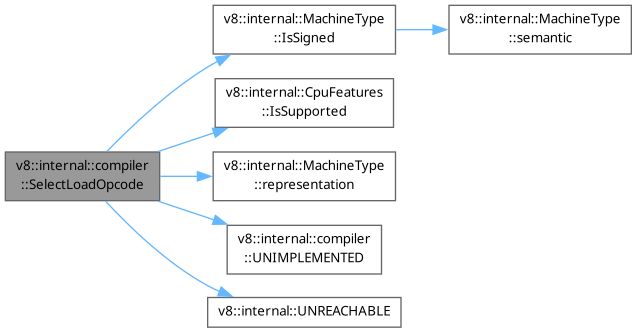 v8::internal::MachineType
::IsSigned
v8::internal::MachineType
::semantic
v8::internal::CpuFeatures
::IsSupported
v8::internal::compiler
::SelectLoadOpcode
v8::internal::MachineType
::representation
v8::internal::compiler
::UNIMPLEMENTED
v8::internal::UNREACHABLE